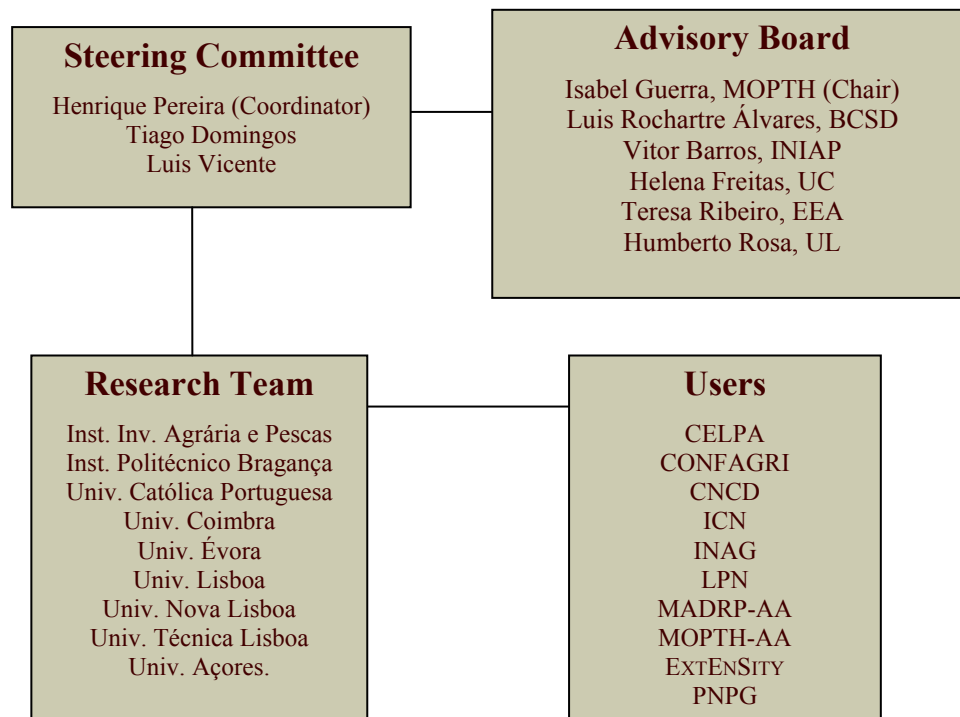 Steering Committee
Henrique Pereira (Coordinator)
Tiago Domingos
Luis Vicente
Advisory Board
Isabel Guerra, MOPTH (Chair)
Luis Rochartre Álvares, BCSD
Vitor Barros, INIAP
Helena Freitas, UC
Teresa Ribeiro, EEA
Humberto Rosa, UL
Research Team
Inst. Inv. Agrária e Pescas
Inst. Politécnico Bragança
Univ. Católica Portuguesa
Univ. Coimbra
Univ. Évora
Univ. Lisboa
Univ. Nova Lisboa
Univ. Técnica Lisboa
Univ. Açores.
Users
CELPA
CONFAGRI
CNCD
ICN
INAG
LPN
MADRP-AA
MOPTH-AA
EXTENSITY
PNPG